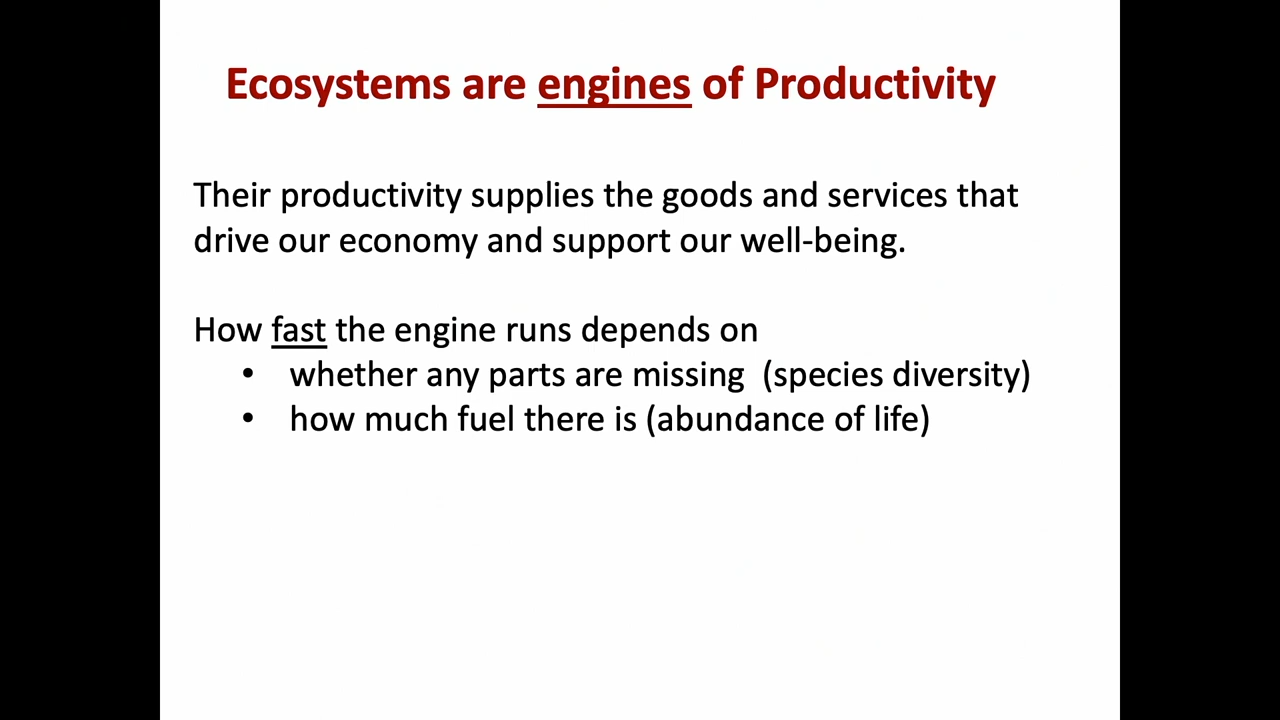 Ecosystems are engines of Productivity
Their productivity supplies the goods and services that
drive our economy and support our well-being.
How fast the engine runs depends on
• whether any parts are missing  (species diversity)
• how much fuel there is (abundance of life)